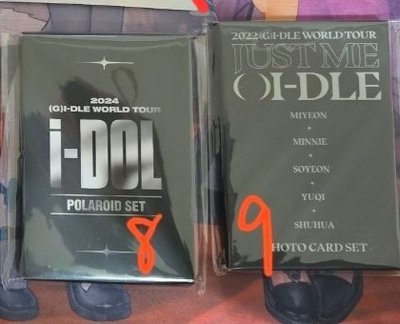 2024
(G)I-DLE WORLD TOUR
i-DOL
POLAROID SET
8
2022(G)I-DLE WORLD TOUR
JUST ME
( )I-DLE
MIYEON
+
MINNIE
+
SOYEON
+
YUQI
+
SHUHUA
HOTO CARD SET
9